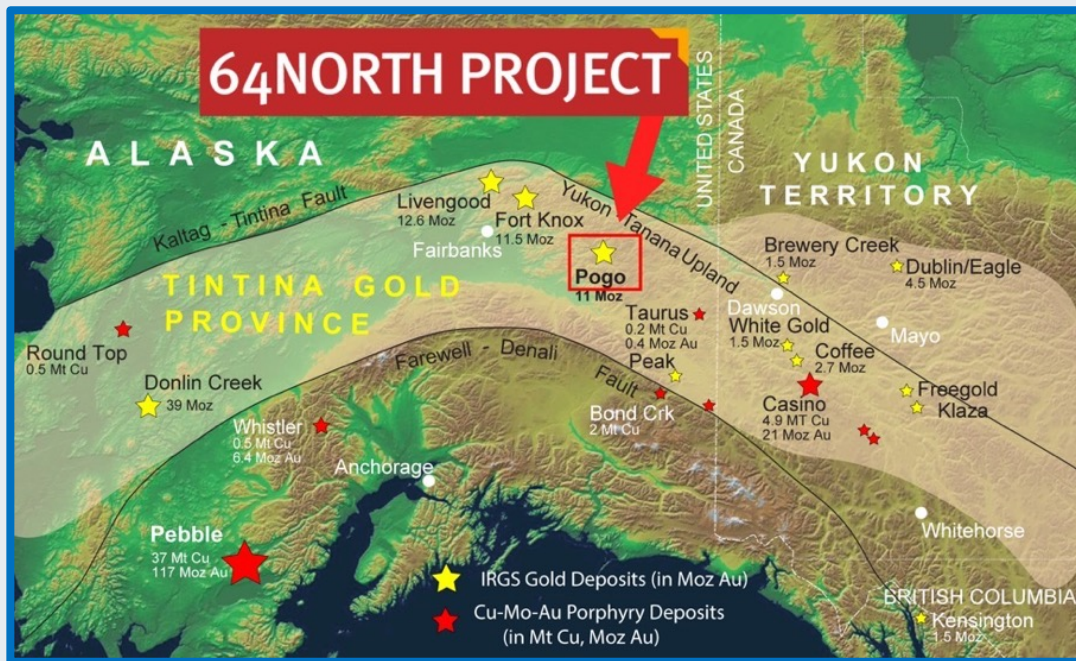 64NORTH PROJECT
ALASKA
UNITED STATES
CANADA
YUKON
TERRITORY
Kaltag - Tintina Fault
Livengood
12.6 Moz
Fort Knox
11.5 Moz
Fairbanks
Yukon - Tanana Upland
Pogo
11 Moz
Brewery Creek
1.5 Moz
Dublin/Eagle
4.5 Moz
Dawson
Mayo
TINTINA GOLD
PROVINCE
Taurus
0.2 Mt Cu
0.4 Moz Au
White Gold
1.5 Moz
Coffee
2.7 Moz
Round Top
0.5 Mt Cu
Farewell - Denali
Fault
Peak
Donlin Creek
39 Moz
Bond Crk
2 Mt Cu
Casino
4.9 MT Cu
21 Moz Au
Freegold
Klaza
Whistler
0.5 Mt Cu
6.4 Moz Au
Anchorage
Whitehorse
Pebble
37 Mt Cu
117 Moz Au
IRGS Gold Deposits (in Moz Au)
Cu-Mo-Au Porphyry Deposits
(in Mt Cu, Moz Au)
BRITISH COLUMBIA
Kensington
1.5 Moz